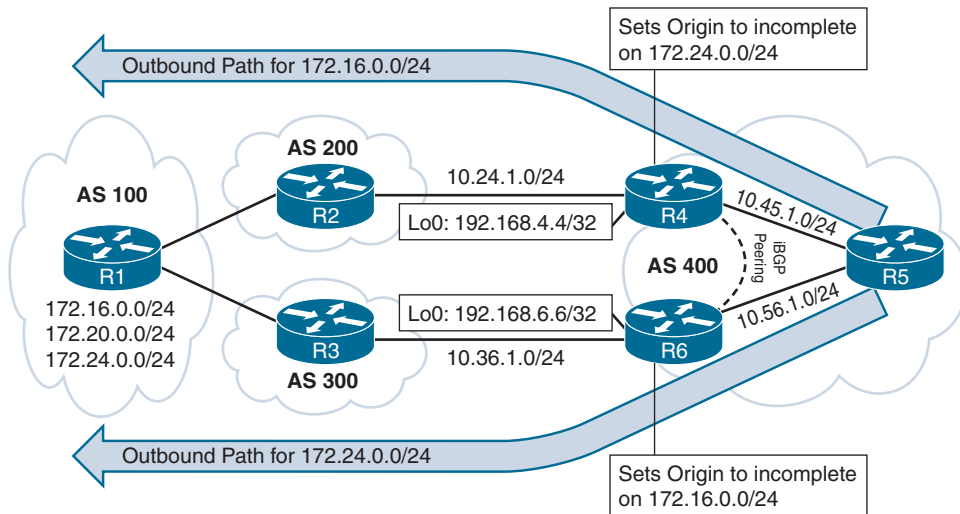 Sets Origin to incomplete
on 172.24.0.0/24
Outbound Path for 172.16.0.0/24
AS 200
10.24.1.0/24
AS 100
R2
R4
10.45.1.0/24
Lo0: 192.168.4.4/32
R1
AS 400
iBGP
Peering
R5
172.16.0.0/24
172.20.0.0/24
172.24.0.0/24
Lo0: 192.168.6.6/32
10.56.1.0/24
R3
R6
10.36.1.0/24
AS 300
Outbound Path for 172.24.0.0/24
Sets Origin to incomplete
on 172.16.0.0/24